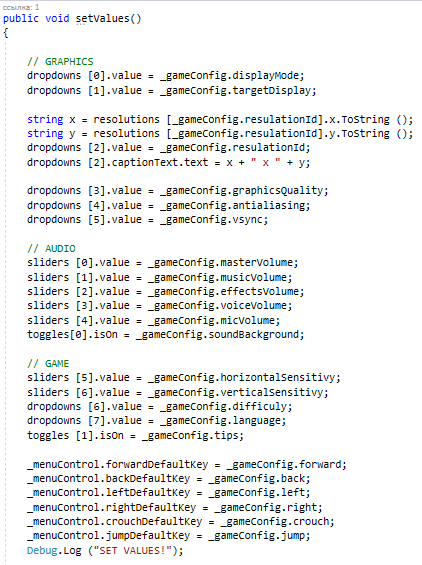 ссылка: 1
public void setValues()
{
// GRAPHICS
dropdowns [0].value = _gameConfig.displayMode;
dropdowns [1].value = _gameConfig.targetDisplay;
string x = resolutions [_gameConfig.resulationId].x.ToString ();
string y = resolutions [_gameConfig.resulationId].y.ToString ();
dropdowns [2].value = _gameConfig.resulationId;
dropdowns [2].captionText.text = x + " x " + y;
dropdowns [3].value = _gameConfig.graphicsQuality;
dropdowns [4].value = _gameConfig.antialiasing;
dropdowns [5].value = _gameConfig.vsync;
// AUDIO
sliders [0].value = _gameConfig.masterVolume;
sliders [1].value = _gameConfig.musicVolume;
sliders [2].value = _gameConfig.effectsVolume;
sliders [3].value = _gameConfig.voiceVolume;
sliders [4].value = _gameConfig.micVolume;
toggles[0].isOn = _gameConfig.soundBackground;
// GAME
sliders [5].value = _gameConfig.horizontalSensitivy;
sliders [6].value = _gameConfig.verticalSensitivy;
dropdowns [6].value = _gameConfig.difficuly;
dropdowns [7].value = _gameConfig.language;
toggles [1].isOn = _gameConfig.tips;
_menuControl.forwardDefaultKey = _gameConfig.forward;
_menuControl.backDefaultKey = _gameConfig.back;
_menuControl.leftDefaultKey = _gameConfig.left;
_menuControl.rightDefaultKey = _gameConfig.right;
_menuControl.crouchDefaultKey = _gameConfig.crouch;
_menuControl.jumpDefaultKey = _gameConfig.jump;
Debug.Log ("SET VALUES!");